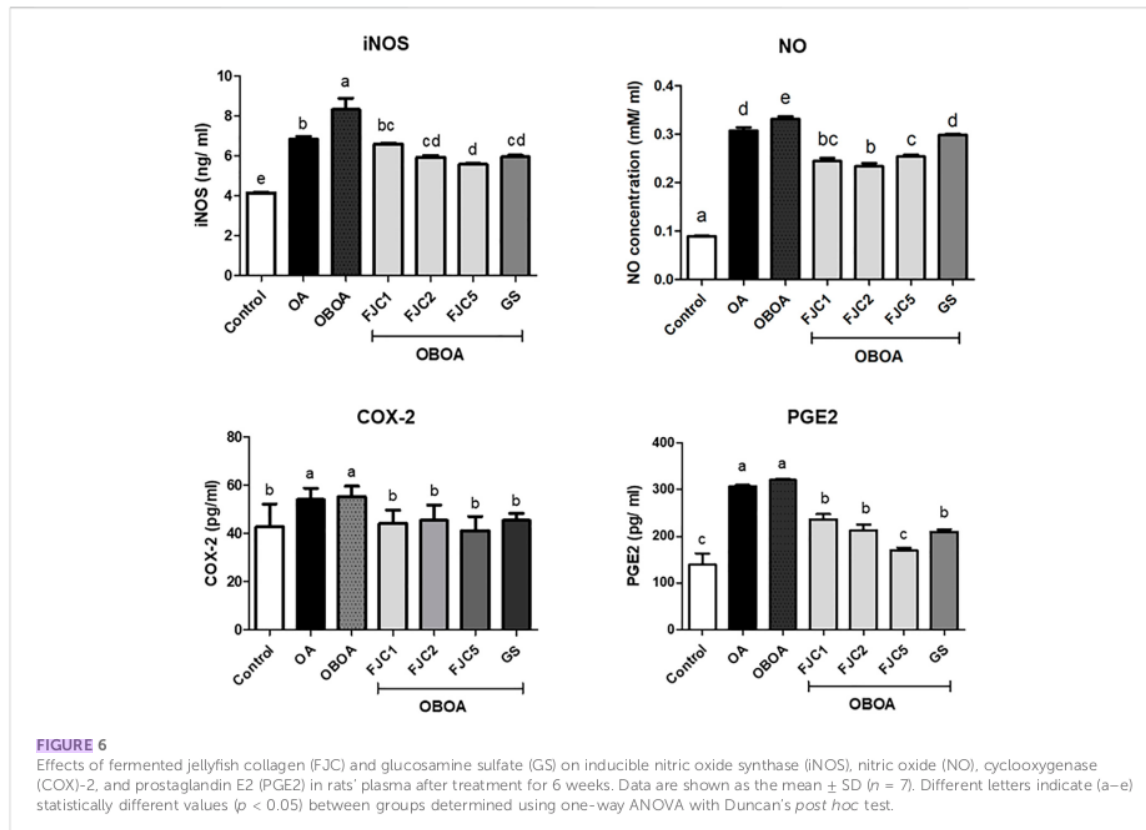 iNOS
iNOS (ng/ ml)
10
8
6
4
2
0
e
b
a
bc
cd
d
cd
Control
OA
OBOA
FJC1
FJC2
FJC5
GS
OBOA
NO
NO concentration (mM/ ml)
0.4
0.3
0.2
0.1
0.0
a
d
e
bc
b
c
d
Control
OA
OBOA
FJC1
FJC2
FJC5
GS
OBOA
COX-2
COX-2 (pg/ml)
80
60
40
20
0
b
a
a
b
b
b
b
Control
OA
OBOA
FJC1
FJC2
FJC5
GS
OBOA
PGE2
PGE2 (pg/ ml)
400
300
200
100
0
c
a
a
b
b
c
b
Control
OA
OBOA
FJC1
FJC2
FJC5
GS
OBOA
FIGURE 6
Effects of fermented jellyfish collagen (FJC) and glucosamine sulfate (GS) on inducible nitric oxide synthase (iNOS), nitric oxide (NO), cyclooxygenase
(COX)-2, and prostaglandin E2 (PGE2) in rats' plasma after treatment for 6 weeks. Data are shown as the mean ± SD (n = 7). Different letters indicate (a–e)
statistically different values (p < 0.05) between groups determined using one-way ANOVA with Duncan's post hoc test.